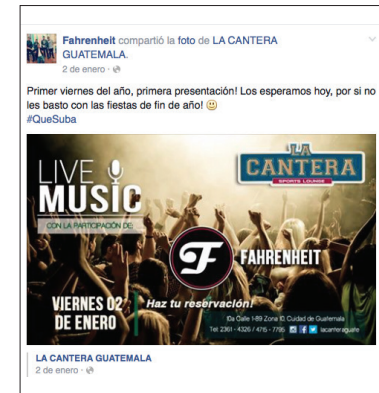 Fahrenheit compartió la foto de LA CANTERA
GUATEMALA.
2 de enero ·
Primer viernes del año, primera presentación! Los esperamos hoy, por si no
les basto con las fiestas de fin de año!
#QueSuba
LIVE
MUSIC
CON LA PARTICIPACIÓN DE:
LA
CANTERA
SPORTS LOUNGE
F
FAHRENHEIT
VIERNES 02
DE ENERO
Haz tu reservación!
10a Calle 1-89 Zona 10, Cuidad de Guatemala
Tel: 2361 - 4326 / 4715 - 7795 lacanteraguate
LA CANTERA GUATEMALA
2 de enero ·